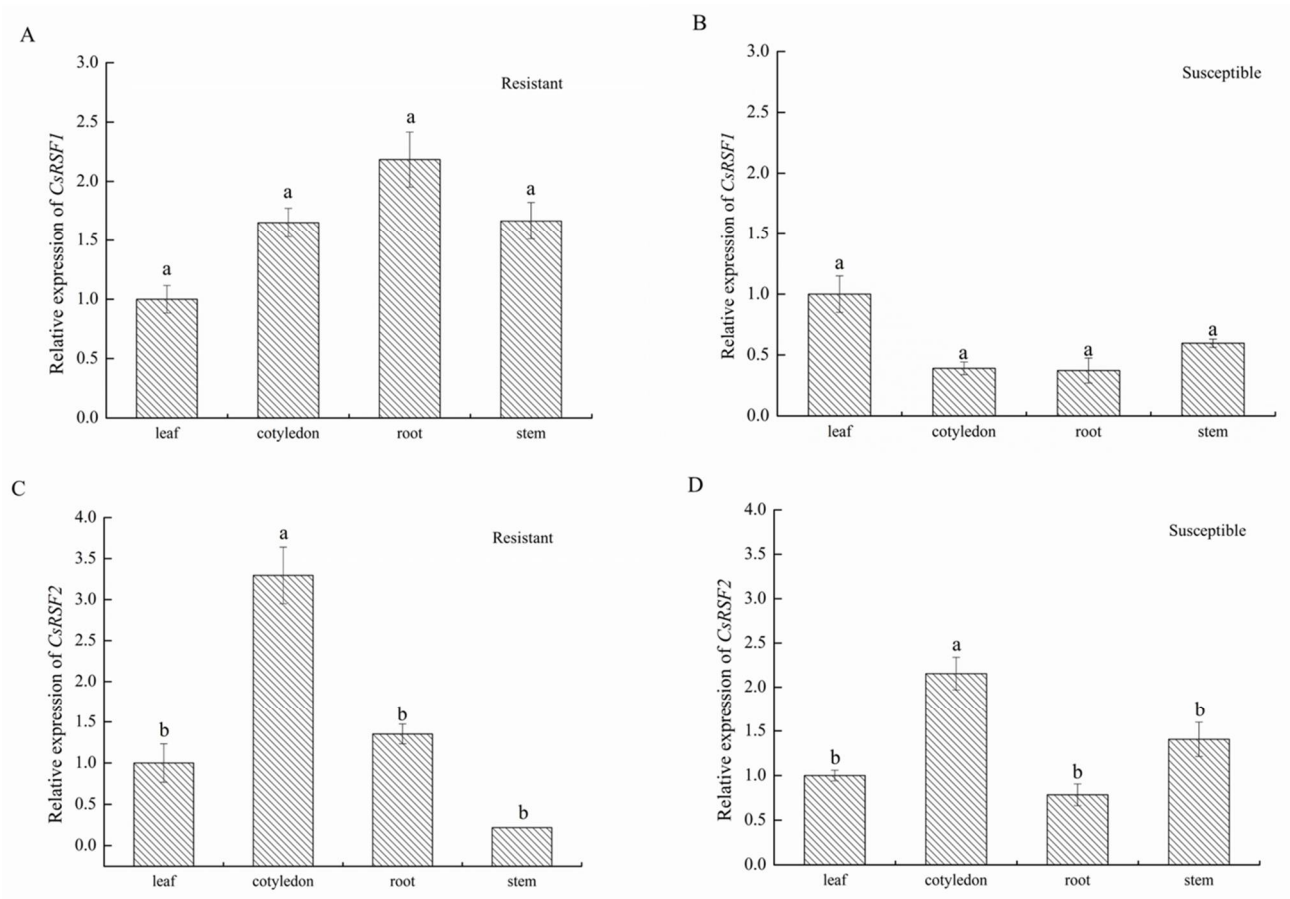 A
Resistant
Relative expression of CsRSF1
3.0
2.5
2.0
1.5
1.0
0.5
0.0
a
a
a
a
leaf
cotyledon
root
stem
B
Susceptible
Relative expression of CsRSF1
3.0
2.5
2.0
1.5
1.0
0.5
0.0
a
a
a
a
leaf
cotyledon
root
stem
C
Resistant
Relative expression of CsRSF2
4.0
3.5
3.0
2.5
2.0
1.5
1.0
0.5
0.0
b
a
b
b
leaf
cotyledon
root
stem
D
Susceptible
Relative expression of CsRSF2
4.0
3.5
3.0
2.5
2.0
1.5
1.0
0.5
0.0
b
a
b
b
leaf
cotyledon
root
stem